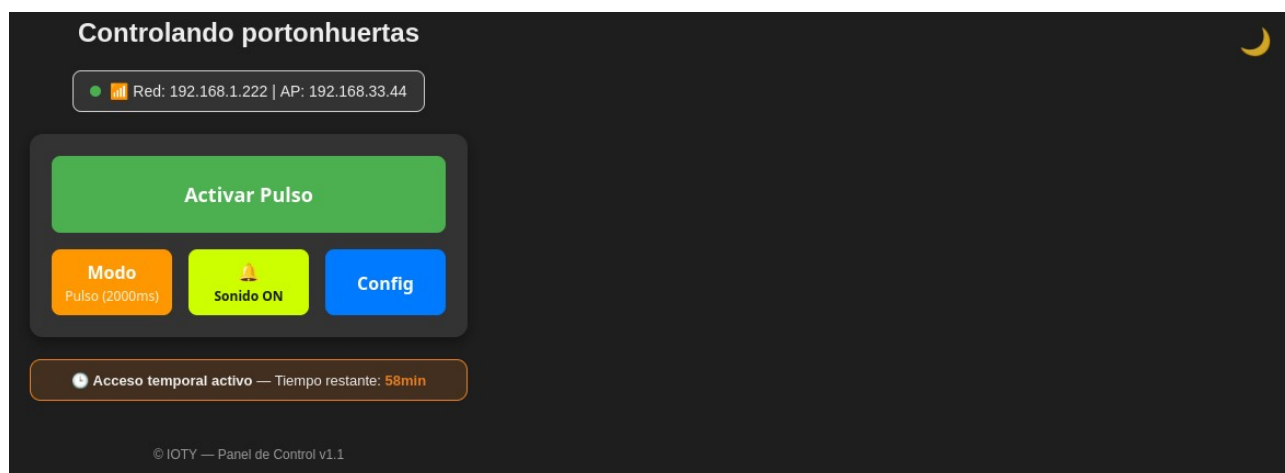 Controlando portonhuertas
Red: 192.168.1.222 | AP: 192.168.33.44
Activar Pulso
Modo
Pulso (2000ms)
Sonido ON
Config
Acceso temporal activo — Tiempo restante: 58min
© IOTY — Panel de Control v1.1